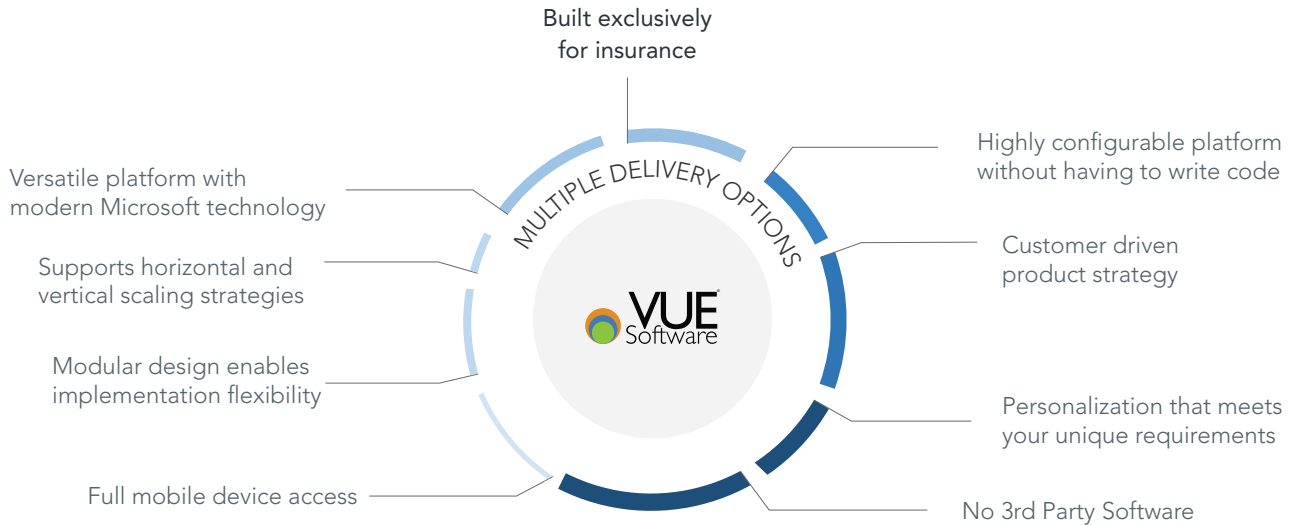 Built exclusively
for insurance
Highly configurable platform
without having to write code
Customer driven
product strategy
Personalization that meets
your unique requirements
No 3rd Party Software
Full mobile device access
Modular design enables
implementation flexibility
Supports horizontal and
vertical scaling strategies
Versatile platform with
modern Microsoft technology
MULTIPLE DELIVERY OPTIONS
VUE
Software